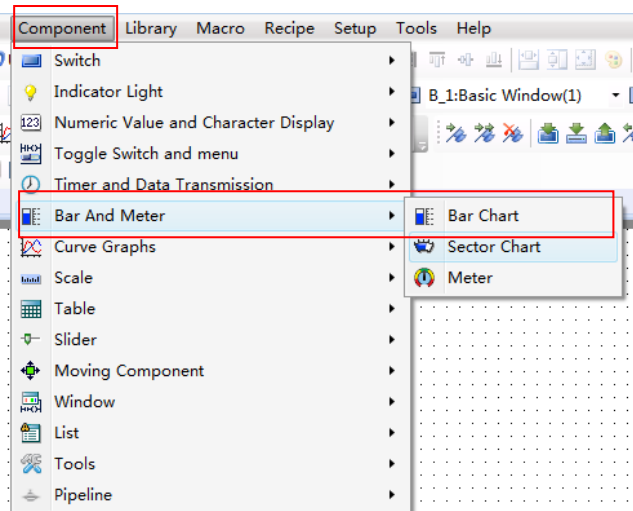 Component Library Macro Recipe Setup Tools Help
Switch
Indicator Light
B_1:Basic Window(1)
123 Numeric Value and Character Display
Toggle Switch and menu
Timer and Data Transmission
Bar And Meter
Bar Chart
Curve Graphs
Sector Chart
Scale
Meter
Table
Slider
Moving Component
Window
List
Tools
Pipeline